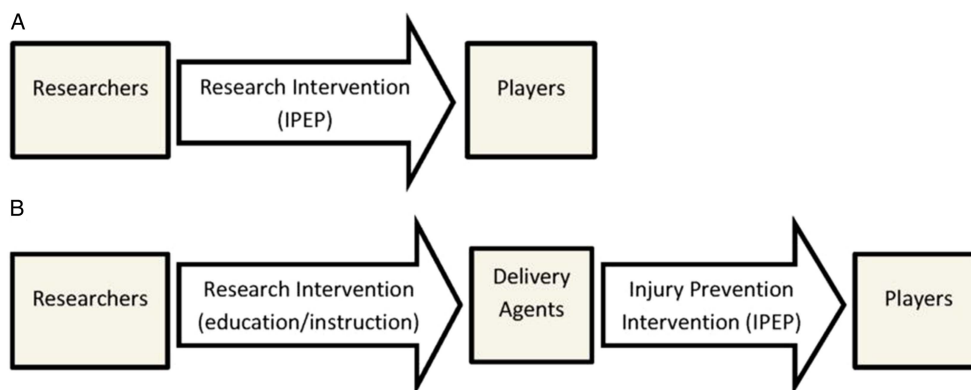 A
Researchers
Research Intervention
(IPEP)
Players
B
Researchers
Research Intervention
(education/instruction)
Delivery
Agents
Injury Prevention
Intervention (IPEP)
Players